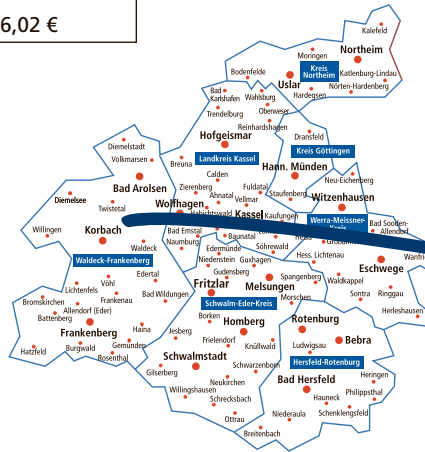 6,02 €
Kalefeld
Northeim
Moringen
Kreis
Northeim
Katlenburg-Lindau
Bodenfelde
Uslar
Hardegsen
Nörten-Hardenberg
Bad
Karlshafen
Wahlsburg
Oberweser
Trendelburg
Reinhardshagen
Dransfeld
Hofgeismar
Diemelstadt
Volkmarsen
Breuna
Landkreis Kassel
Kreis Göttingen
Calden
Hann. Münden
Neu-Eichenberg
Bad Arolsen
Zierenberg
Ahnatal
Vellmar
Fuldatal
Staufenberg
Witzenhausen
Diemelsee
Twistetal
Wolfhagen
Habichtswald
Kassel
Kaufungen
Werra-Meissner-
Kreis
Bad Sooden-
Allendorf
Willingen
Korbach
Bad Emstal
Baunatal
Waldeck
Naumburg
Edermünde
Söhrewald
Hess. Lichtenau
Waldeck-Frankenberg
Niedenstein
Guxhagen
Eschwege
Edertal
Gudensberg
Spangenberg
Waldkappel
Lichtenfels
Vöhl
Bad Wildungen
Fritzlar
Melsungen
Sontra
Ringgau
Bromskirchen
Frankenau
Schwalm-Eder-Kreis
Morschen
Herleshausen
Allendorf (Eder)
Battenberg
Borken
Rotenburg
Frankenberg
Haina
Jesberg
Homberg
Bebra
Hatzfeld
Burgwald
Gemünden
Rosenthal
Frielendorf
Knüllwald
Ludwigsau
Schwalmstadt
Hersfeld-Rotenburg
Gilserberg
Schwarzenborn
Neukirchen
Bad Hersfeld
Heringen
Willingshausen
Schrecksbach
Hauneck
Philippsthal
Ottrau
Niederaula
Schenklengsfeld
Breitenbach